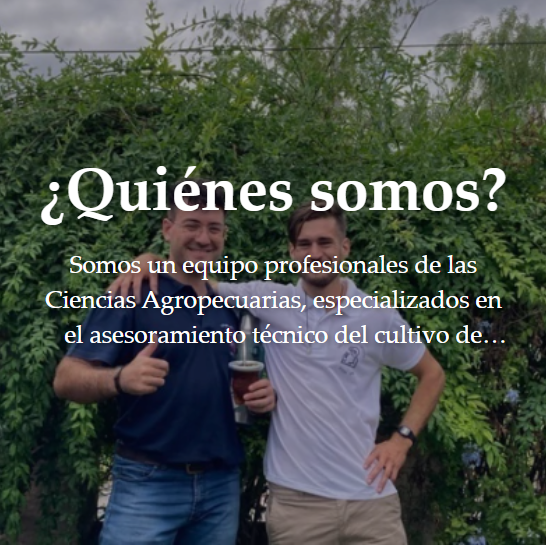 ¿Quiénes somos?
Somos un equipo profesionales de las
Ciencias Agropecuarias, especializados en
el asesoramiento técnico del cultivo de…